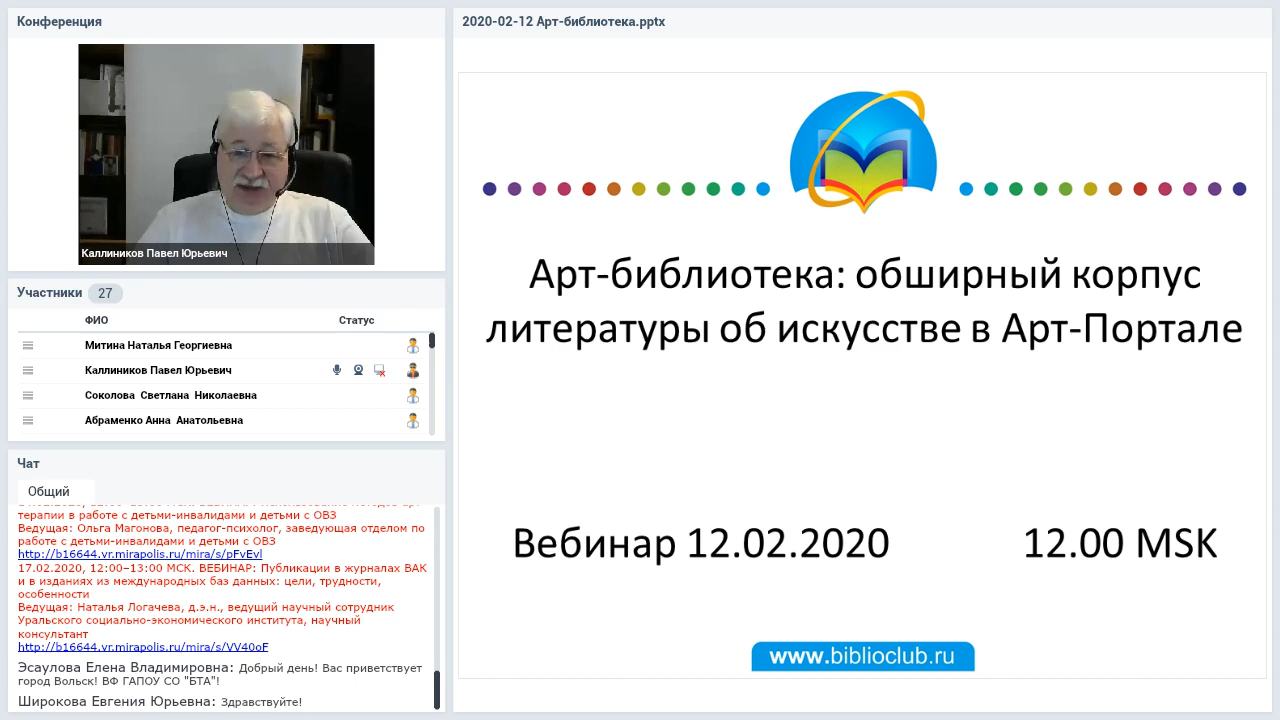 Конференция
Каллиников Павел Юрьевич
Участники 27
ФИО Статус
Митина Наталья Георгиевна
Каллиников Павел Юрьевич
Соколова Светлана Николаевна
Абраменко Анна Анатольевна
Чат
Общий
терапии в работе с детьми-инвалидами и детьми с ОВЗ
Ведущая: Ольга Магонова, педагог-психолог, заведующая отделом по
работе с детьми-инвалидами и детьми с ОВЗ
http://b16644.vr.mirapolis.ru/mira/s/pFvEvl
17.02.2020, 12:00–13:00 МСК. ВЕБИНАР: Публикации в журналах ВАК
и в изданиях из международных баз данных: цели, трудности,
особенности
Ведущая: Наталья Логачева, д.э.н., ведущий научный сотрудник
Уральского социально-экономического института, научный
консультант
http://b16644.vr.mirapolis.ru/mira/s/VV40oF
Эсаулова Елена Владимировна: Добрый день! Вас приветствует
город Вольск! ВФ ГАПОУ СО "БТА"!
Широкова Евгения Юрьевна: Здравствуйте!
2020-02-12 Арт-библиотека.pptx
Арт-библиотека: обширный корпус
литературы об искусстве в Арт-Портале
Вебинар 12.02.2020 12.00 MSK
www.biblioclub.ru